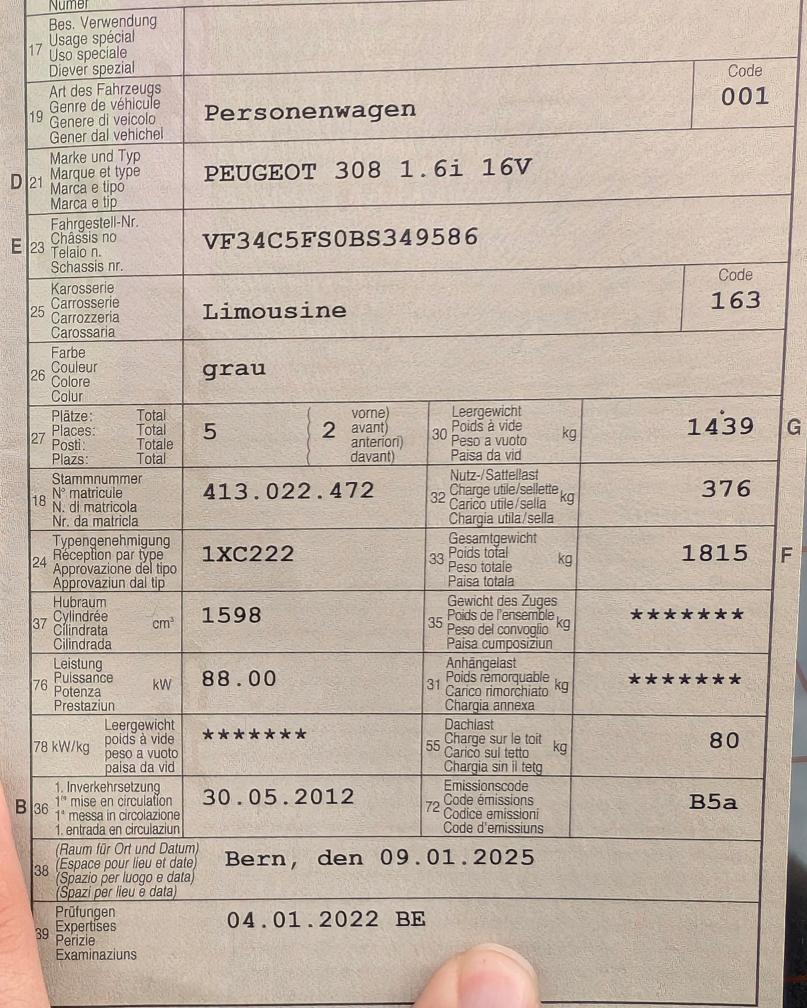 Numér
17 Bes. Verwendung
Usage spécial
Uso speciale
Diever spezial
19 Art des Fahrzeugs
Genre de véhicule
Genere di veicolo
Gener dal vehichel
Personenwagen
Code
001
D 21 Marke und Typ
Marque et type
Marca e tipo
Marca e tip
PEUGEOT 308 1.6i 16V
E 23 Fahrgestell-Nr.
Châssis no
Telaio n.
Schassis nr.
VF34C5FS0BS349586
25 Karosserie
Carrosserie
Carrozzeria
Carossaria
Limousine
Code
163
26 Farbe
Couleur
Colore
Colur
grau
27 Plätze: Total
Places: Total
Posti: Totale
Plazs: Total
5 ( 2 vorne)
( avant)
( anteriori)
( davant)
30 Leergewicht
Poids à vide kg
Peso a vuoto
Paisa da vid
1439 G
18 Stammnummer
N° matricule
N. di matricola
Nr. da matricla
413.022.472
32 Nutz-/Sattellast
Charge utile/sellette kg
Carico utile/sella
Chargia utila/sella
376
24 Typengenehmigung
Réception par type
Approvazione del tipo
Approvaziun dal tip
1XC222
33 Gesamtgewicht
Poids total kg
Peso totale
Paisa totala
1815 F
37 Hubraum
Cylindrée cm³
Cilindrata
Cilindrada
1598
35 Gewicht des Zuges
Poids de l'ensemble kg
Peso del convoglio
Paisa cumposiziun
*******
76 Leistung
Puissance kW
Potenza
Prestaziun
88.00
31 Anhängelast
Poids remorquable kg
Carico rimorchiato
Chargia annexa
*******
78 kW/kg Leergewicht
poids à vide
peso a vuoto
paisa da vid
*******
55 Dachlast
Charge sur le toit kg
Carico sul tetto
Chargia sin il tetg
80
B 36 1. Inverkehrsetzung
1re mise en circulation
1a messa in circolazione
1. entrada en circulaziun
30.05.2012
72 Emissionscode
Code émissions
Codice emissioni
Code d'emissiuns
B5a
38 (Raum für Ort und Datum)
(Espace pour lieu et date)
(Spazio per luogo e data)
(Spazi per lieu e data)
Bern, den 09.01.2025
39 Prüfungen
Expertises
Perizie
Examinaziuns
04.01.2022 BE